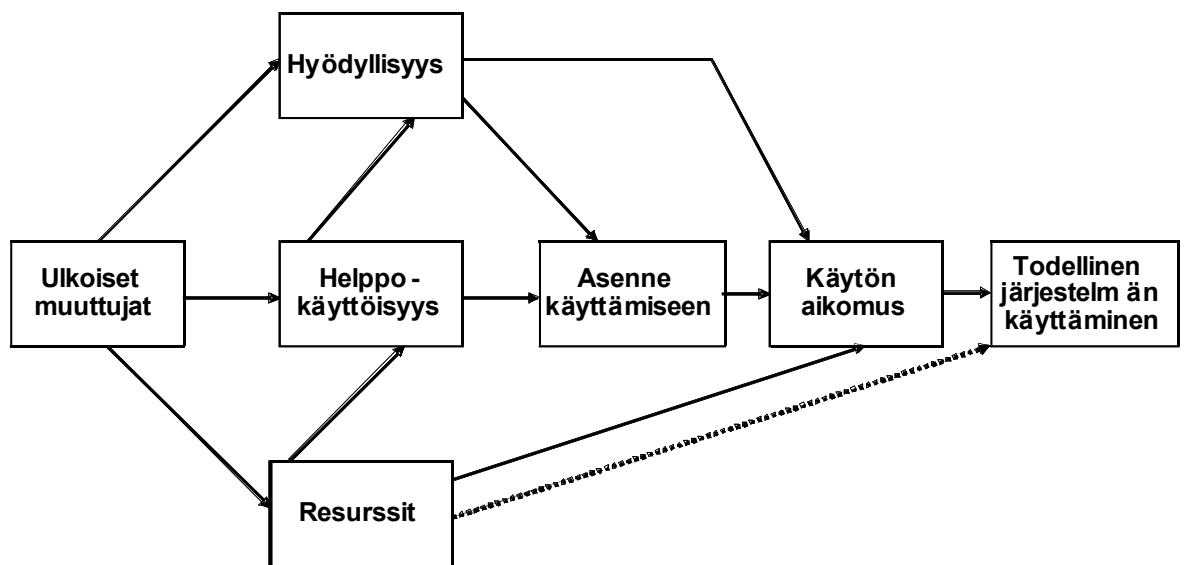 Hyödyllisyys
Ulkoiset
muuttujat
Helppo -
käyttöisyys
Asenne
käyttämiseen
Käytön
aikomus
Todellinen
järjestelm än
käyttäminen
Resurssit